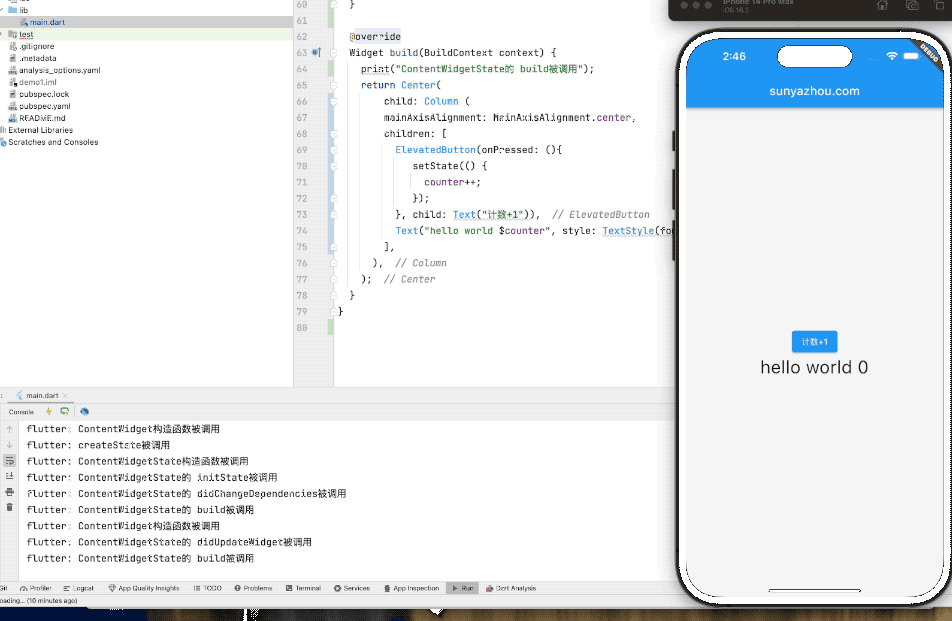 lib
main.dart
test
.gitignore
.metadata
analysis_options.yaml
demo1.iml
pubspec.lock
pubspec.yaml
README.md
External Libraries
Scratches and Consoles
60 }
61
62 @override
63 Widget build(BuildContext context) {
64 print("ContentWidgetState的 build被调用");
65 return Center(
66 child: Column (
67 mainAxisAlignment: MainAxisAlignment.center,
68 children: [
69 ElevatedButton(onPressed: (){
70 setState(() {
71 counter++;
72 });
73 }, child: Text("计数+1")), // ElevatedButton
74 Text("hello world $counter", style: TextStyle(fo
75 ],
76 ), // Column
77 ); // Center
78 }
79 }
80
iPhone 14 Pro Max
iOS 16.2
2:46
DEBUG
sunyazhou.com
计数+1
hello world 0
main.dart
Console
flutter: ContentWidget构造函数被调用
flutter: createState被调用
flutter: ContentWidgetState构造函数被调用
flutter: ContentWidgetState的 initState被调用
flutter: ContentWidgetState的 didChangeDependencies被调用
flutter: ContentWidgetState的 build被调用
flutter: ContentWidget构造函数被调用
flutter: ContentWidgetState的 didUpdateWidget被调用
flutter: ContentWidgetState的 build被调用
Git Profiler Logcat App Quality Insights TODO Problems Terminal Services App Inspection Run Dart Analysis
oading... (10 minutes ago)